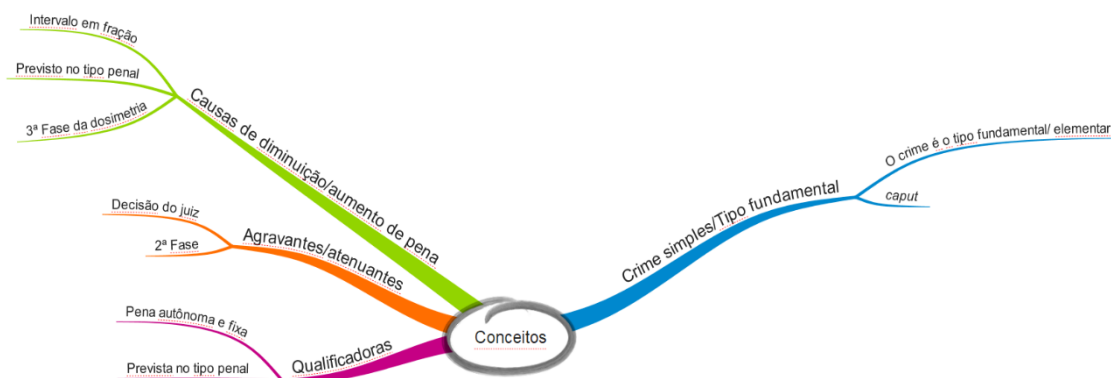 Intervalo em fração
Previsto no tipo penal
3ª Fase da dosimetria
Causas de diminuição/aumento de pena
Decisão do juiz
2ª Fase
Agravantes/atenuantes
Pena autônoma e fixa
Prevista no tipo penal
Qualificadoras
Conceitos
Crime simples/Tipo fundamental
O crime é o tipo fundamental/ elementar
caput